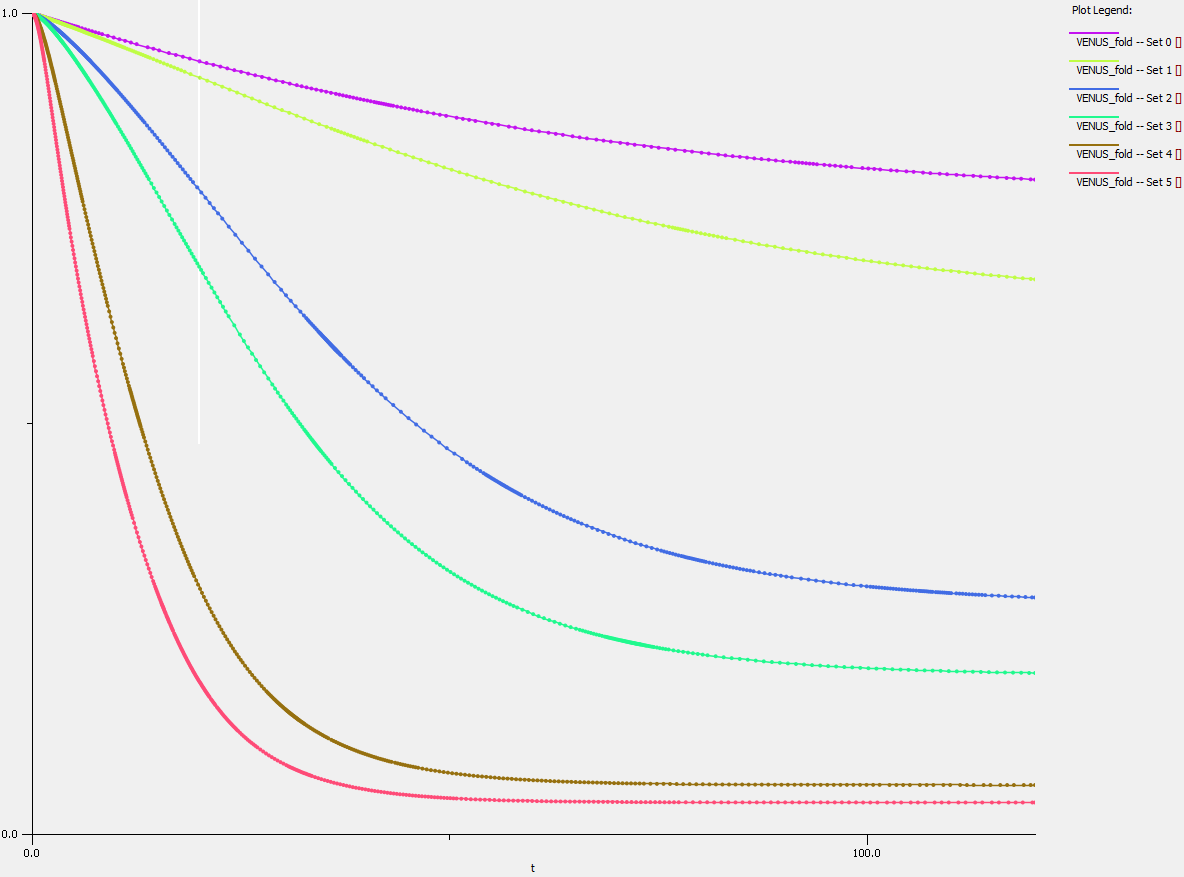 Plot Legend:
VENUS_fold -- Set 0 []
VENUS_fold -- Set 1 []
VENUS_fold -- Set 2 []
VENUS_fold -- Set 3 []
VENUS_fold -- Set 4 []
VENUS_fold -- Set 5 []
1.0
0.0
0.0
100.0
t